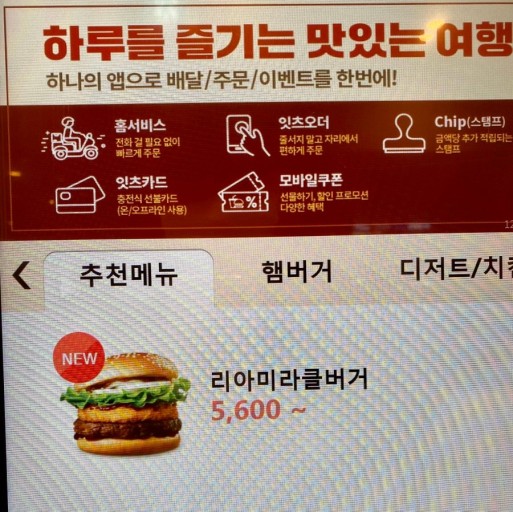 하루를 즐기는 맛있는 여행
하나의 앱으로 배달/주문/이벤트를 한번에!
홈서비스
전화 걸 필요 없이
빠르게 주문
잇츠오더
줄서지 말고 자리에서
편하게 주문
Chip(스탬프)
금액당 추가 적립되는
스탬프
잇츠카드
충전식 선불카드
(온/오프라인 사용)
모바일쿠폰
선물하기, 할인 프로모션
다양한 혜택
추천메뉴
햄버거
디저트/치킨
NEW
리아미라클버거
5,600 ~